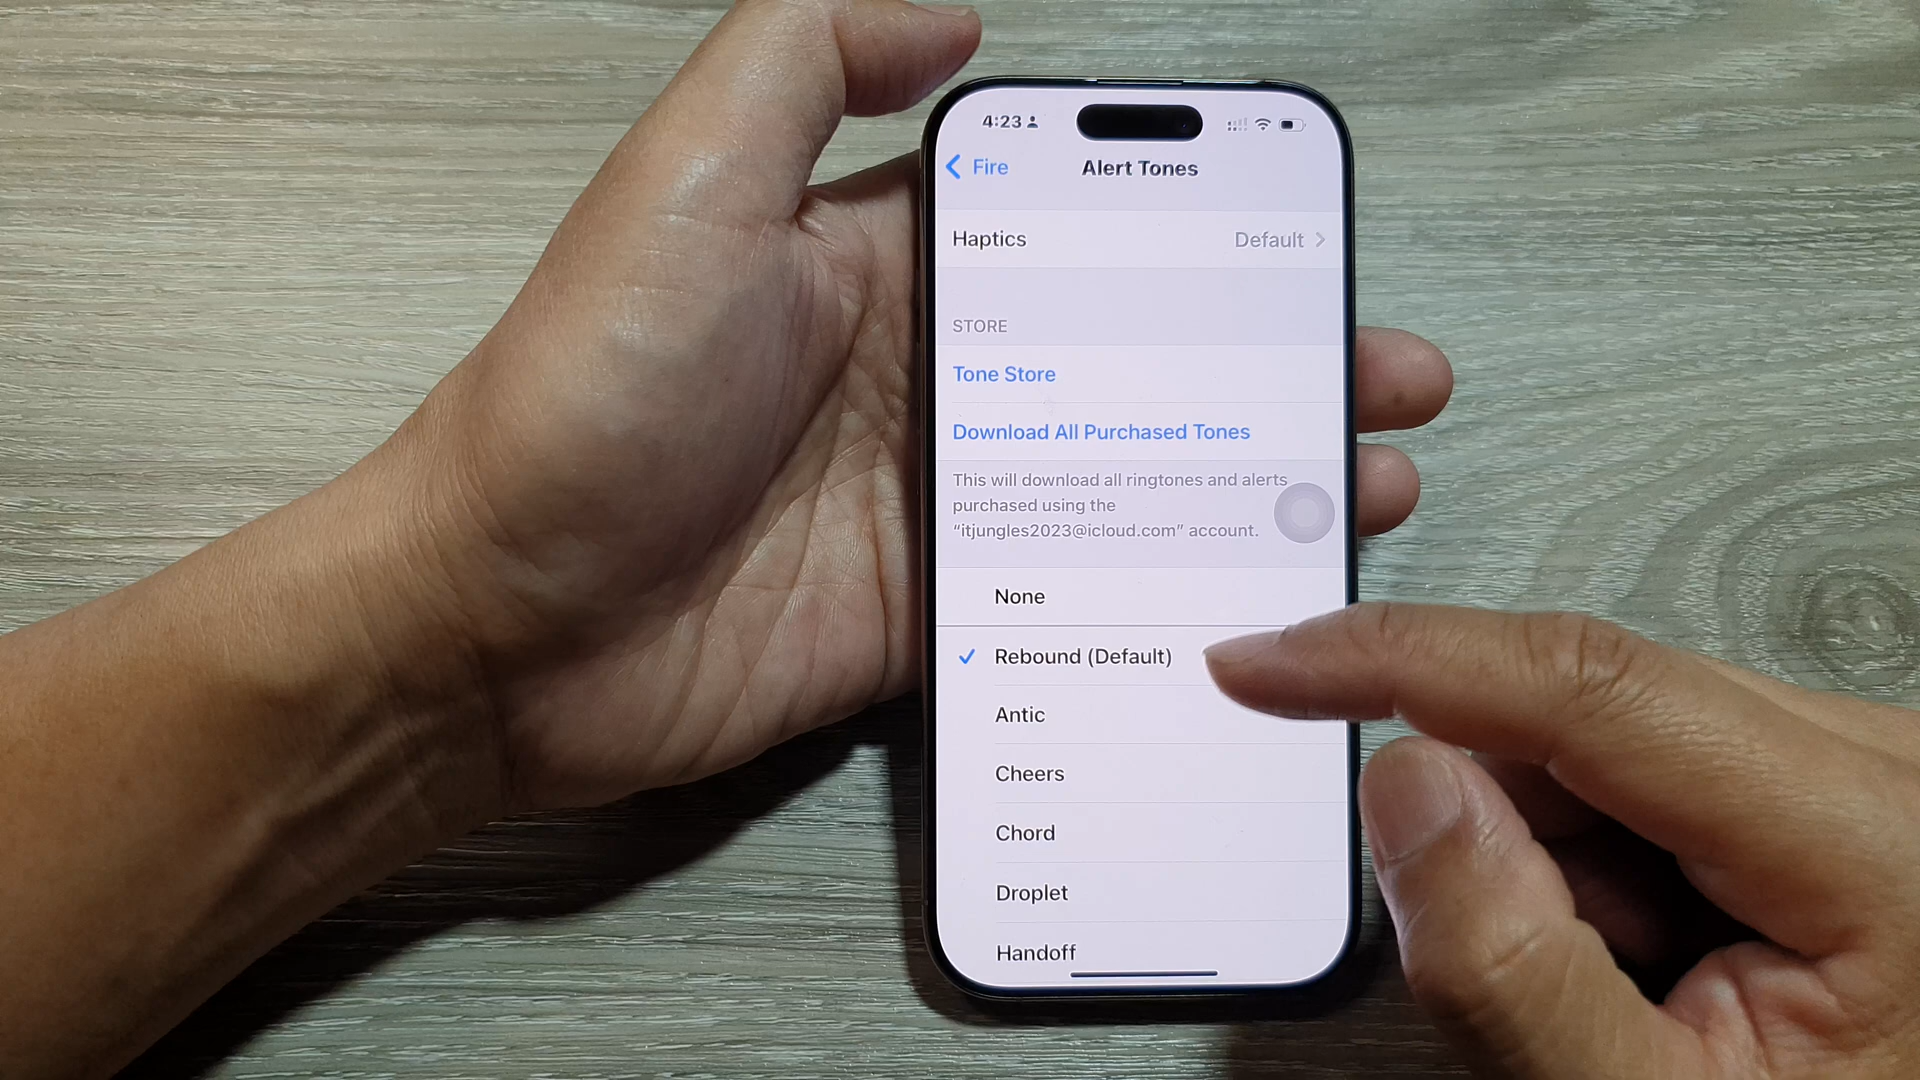 4:23
Fire
Alert Tones
Haptics
Default
STORE
Tone Store
Download All Purchased Tones
This will download all ringtones and alerts
purchased using the
“itjungles2023@icloud.com” account.
None
Rebound (Default)
Antic
Cheers
Chord
Droplet
Handoff